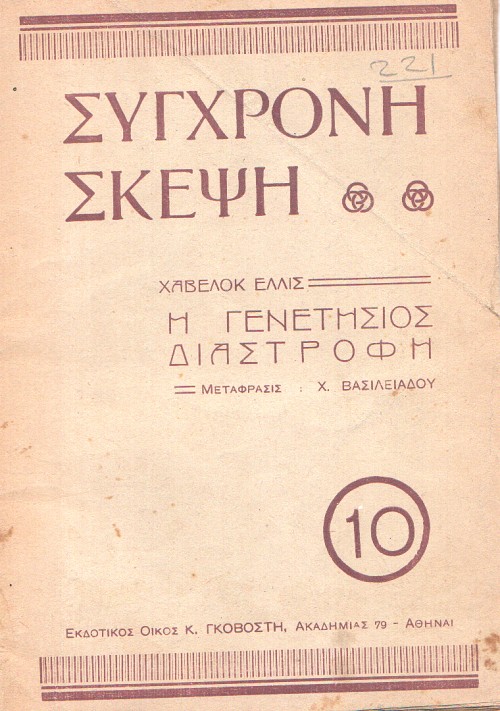 221
ΣΥΓΧΡΟΝΗ
ΣΚΕΨΗ
ΧΑΒΕΛΟΚ ΕΛΛΙΣ
Η ΓΕΝΕΤΗΣΙΟΣ
ΔΙΑΣΤΡΟΦΗ
ΜΕΤΑΦΡΑΣΙΣ : Χ. ΒΑΣΙΛΕΙΑΔΟΥ
10
ΕΚΔΟΤΙΚΟΣ ΟΙΚΟΣ Κ. ΓΚΟΒΟΣΤΗ, ΑΚΑΔΗΜΙΑΣ 79 - ΑΘΗΝΑΙ